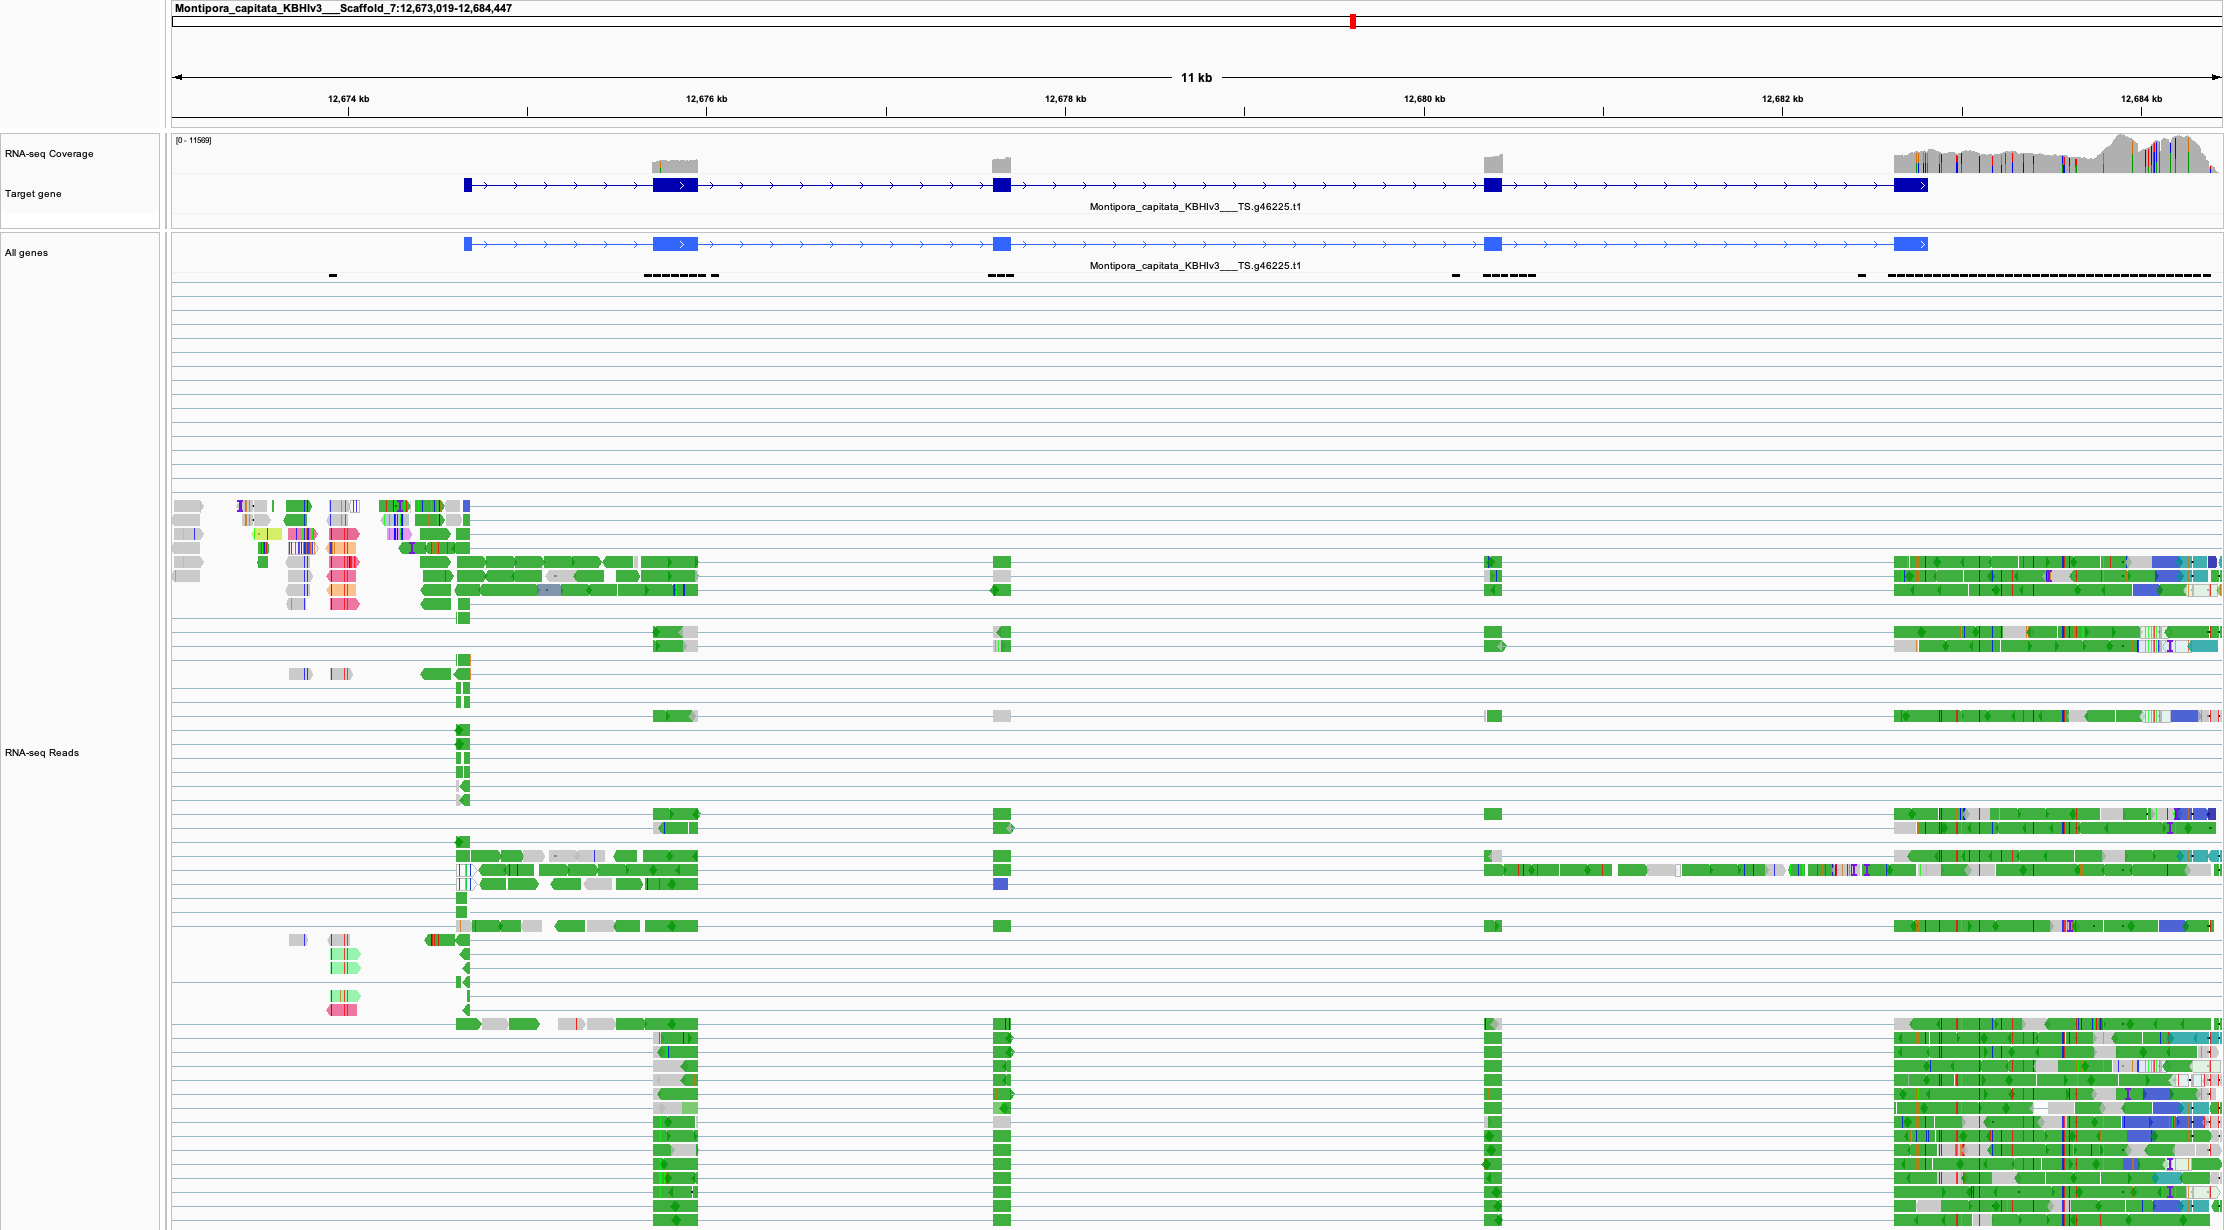 Montipora_capitata_KBHIv3___Scaffold_7:12,673,019-12,684,447
11 kb
12,674 kb 12,676 kb 12,678 kb 12,680 kb 12,682 kb 12,684 kb
[0 - 11569]
RNA-seq Coverage
Target gene
Montipora_capitata_KBHIv3___TS.g46225.t1
All genes
Montipora_capitata_KBHIv3___TS.g46225.t1
RNA-seq Reads